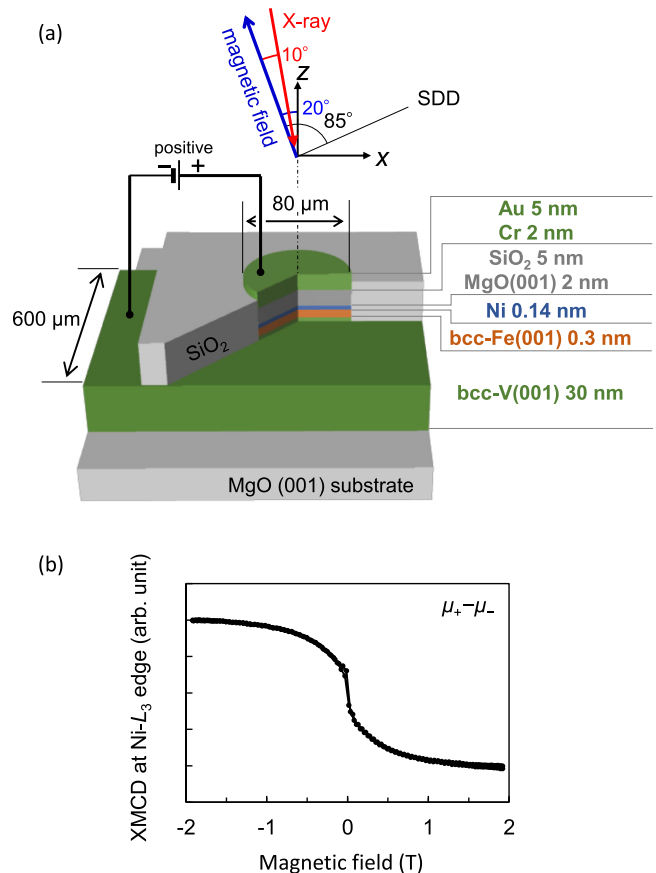 (a)
X-ray
magnetic field
10°
z
20°
85°
SDD
x
positive
− +
80 μm
600 μm
SiO2
Au 5 nm
Cr 2 nm
SiO2 5 nm
MgO(001) 2 nm
Ni 0.14 nm
bcc-Fe(001) 0.3 nm
bcc-V(001) 30 nm
MgO (001) substrate
(b)
XMCD at Ni-L3 edge (arb. unit)
μ+−μ−
-2 -1 0 1 2
Magnetic field (T)